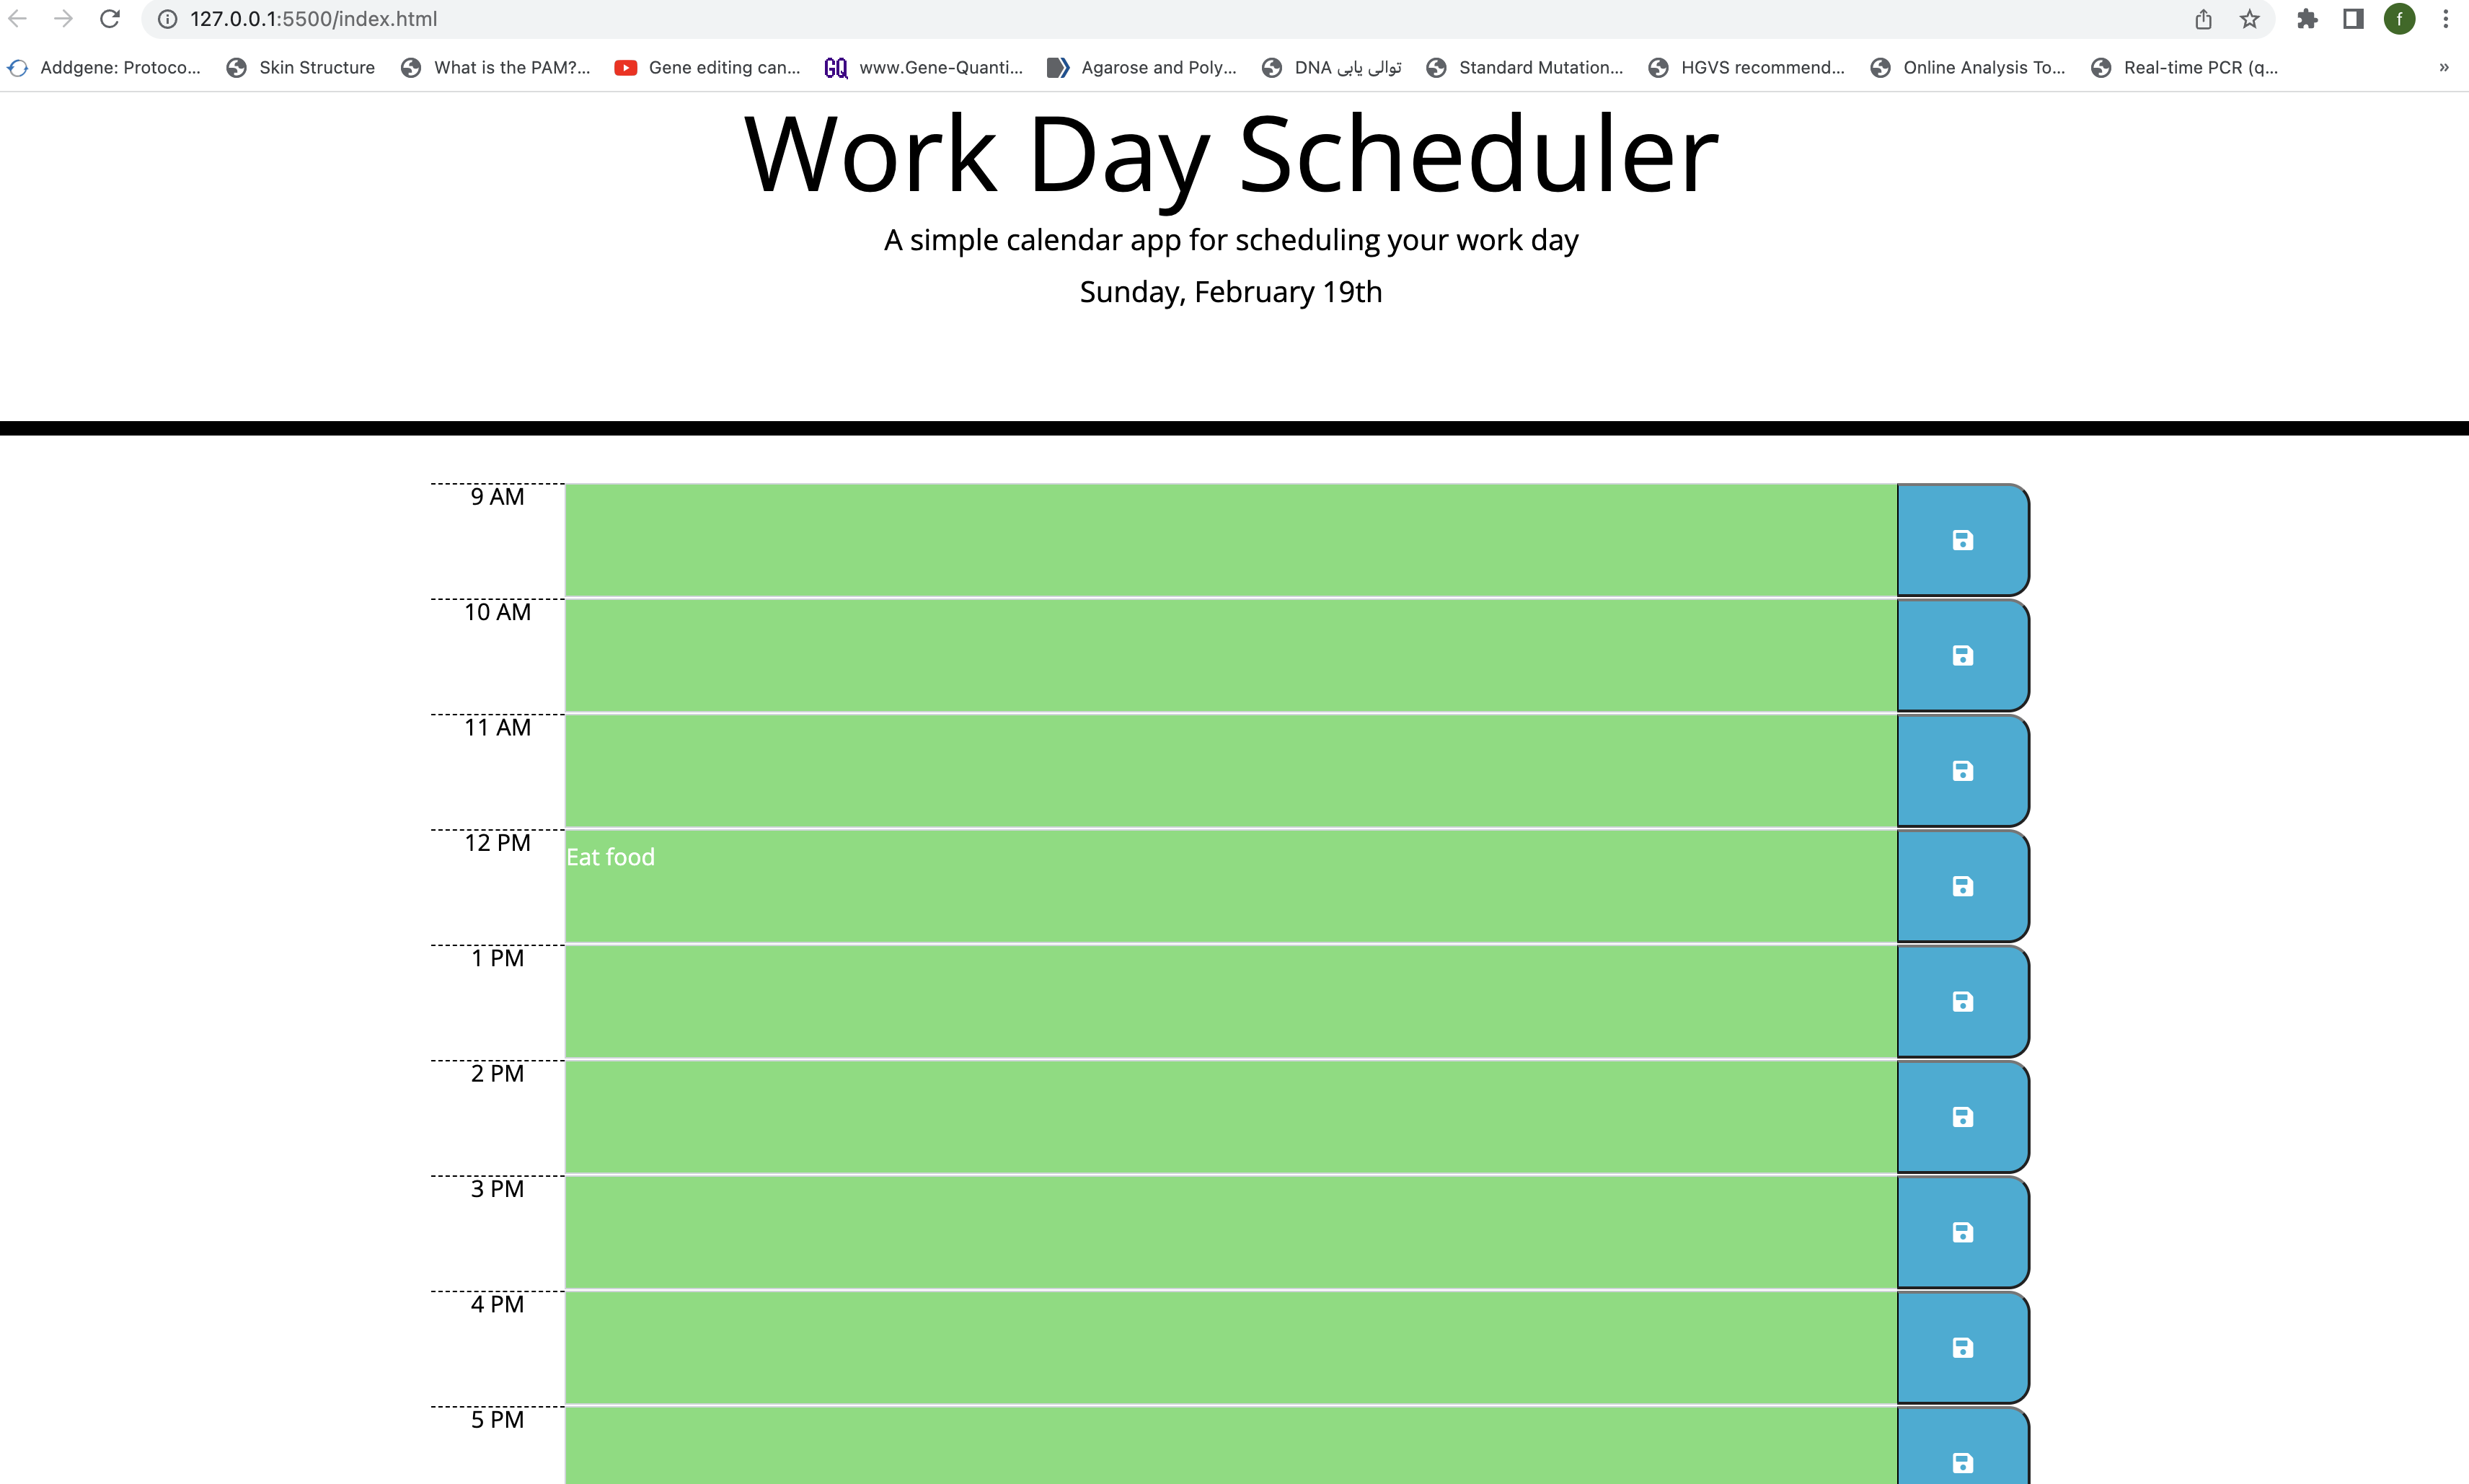 127.0.0.1:5500/index.html
f
Addgene: Protoco...
Skin Structure
What is the PAM?...
Gene editing can...
GQ
www.Gene-Quanti...
Agarose and Poly...
توالی یابی DNA
Standard Mutation...
HGVS recommend...
Online Analysis To...
Real-time PCR (q...
»
Work Day Scheduler
A simple calendar app for scheduling your work day
Sunday, February 19th
9 AM
10 AM
11 AM
12 PM
Eat food
1 PM
2 PM
3 PM
4 PM
5 PM